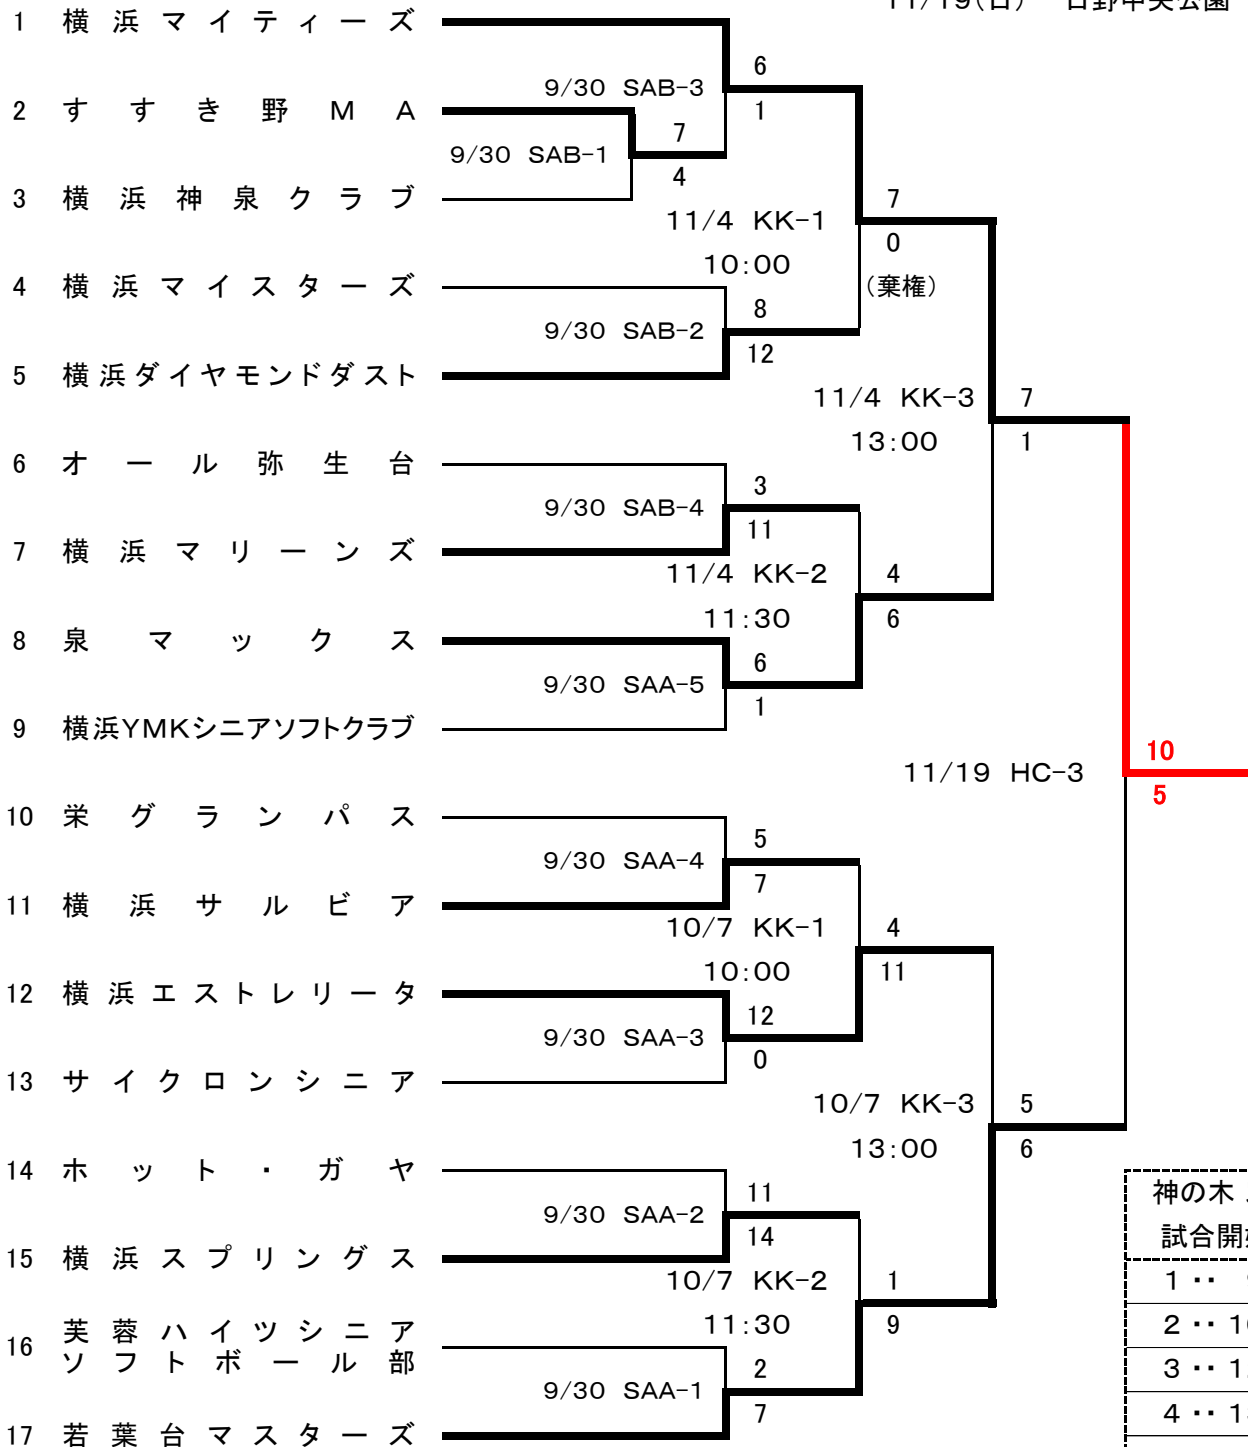 11/19(日) 日野中央公園
1 横浜マイティーズ
6
9/30 SAB-3
2 すすき野MA
1
7
9/30 SAB-1
4
3 横浜神泉クラブ
7
11/4 KK-1
0
10:00
4 横浜マイスターズ
(棄権)
8
9/30 SAB-2
12
5 横浜ダイヤモンドダスト
11/4 KK-3
7
13:00
1
6 オール弥生台
3
9/30 SAB-4
11
7 横浜マリーンズ
11/4 KK-2
4
11:30
6
8 泉マックス
6
9/30 SAA-5
1
9 横浜YMKシニアソフトクラブ
10
11/19 HC-3
5
10 栄グランパス
5
9/30 SAA-4
7
11 横浜サルビア
10/7 KK-1
4
10:00
11
12 横浜エストレリータ
12
9/30 SAA-3
0
13 サイクロンシニア
10/7 KK-3
5
13:00
6
14 ホット・ガヤ
11
9/30 SAA-2
14
15 横浜スプリングス
10/7 KK-2
1
11:30
9
16 芙蓉ハイツシニア
ソフトボール部
2
9/30 SAA-1
7
17 若葉台マスターズ
神の木
試合開
1 ‥
2 ‥ 1
3 ‥ 1
4 ‥ 1